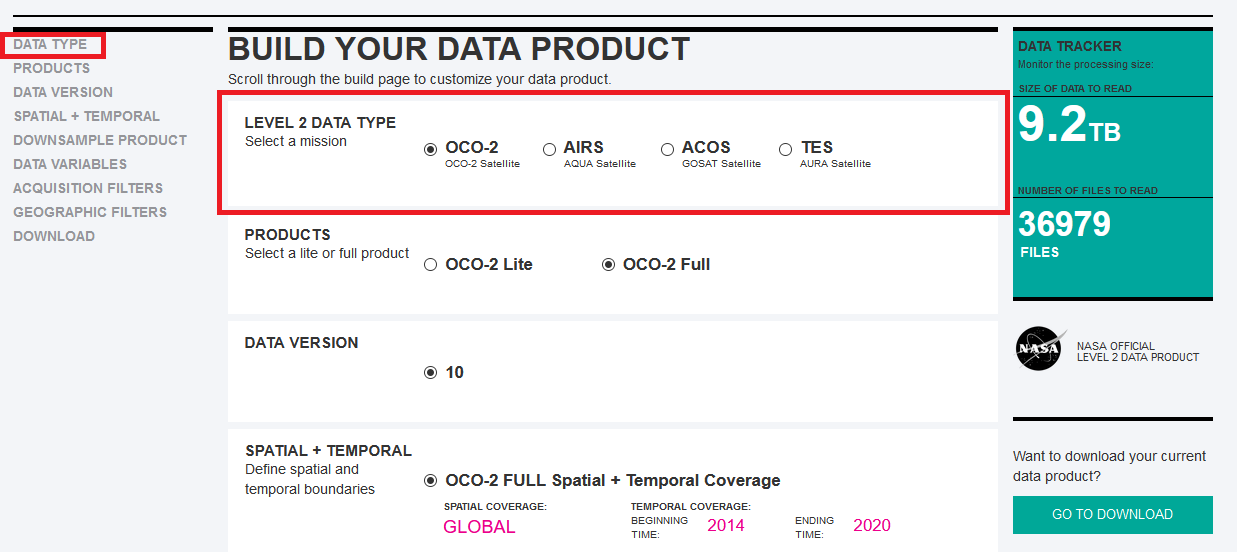 DATA TYPE
PRODUCTS
DATA VERSION
SPATIAL + TEMPORAL
DOWNSAMPLE PRODUCT
DATA VARIABLES
ACQUISITION FILTERS
GEOGRAPHIC FILTERS
DOWNLOAD
BUILD YOUR DATA PRODUCT
Scroll through the build page to customize your data product.
LEVEL 2 DATA TYPE
Select a mission
OCO-2
OCO-2 Satellite
AIRS
AQUA Satellite
ACOS
GOSAT Satellite
TES
AURA Satellite
PRODUCTS
Select a lite or full product
OCO-2 Lite
OCO-2 Full
DATA VERSION
10
SPATIAL + TEMPORAL
Define spatial and
temporal boundaries
OCO-2 FULL Spatial + Temporal Coverage
SPATIAL COVERAGE:
GLOBAL
TEMPORAL COVERAGE:
BEGINNING
TIME:
2014
ENDING
TIME:
2020
DATA TRACKER
Monitor the processing size:
SIZE OF DATA TO READ
9.2TB
NUMBER OF FILES TO READ
36979
FILES
NASA
NASA OFFICIAL
LEVEL 2 DATA PRODUCT
Want to download your current
data product?
GO TO DOWNLOAD